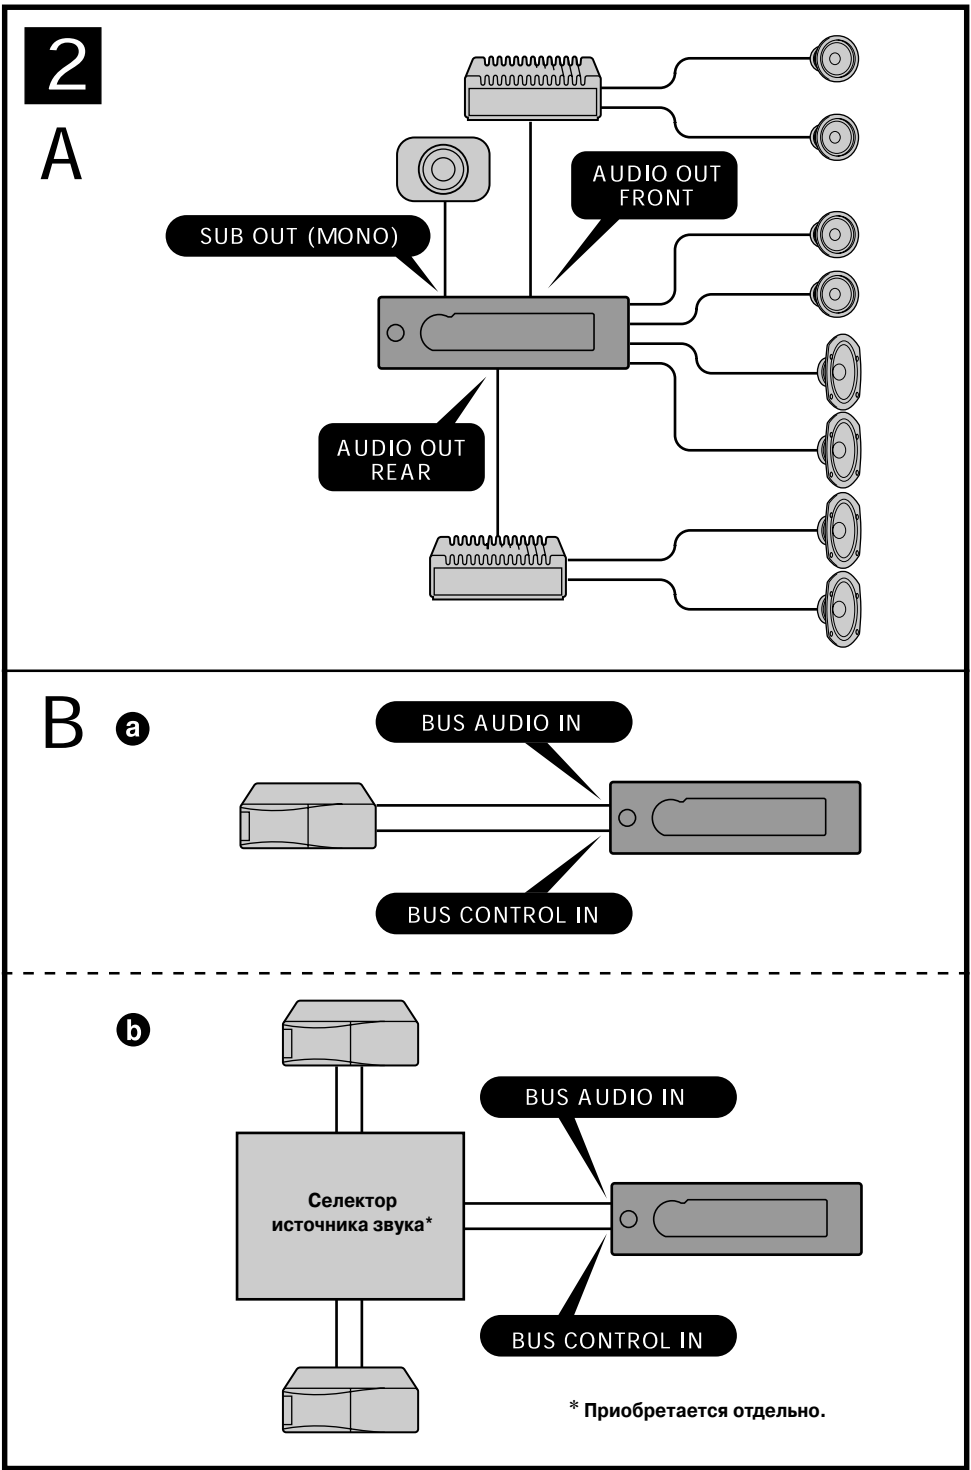 2
A
AUDIO OUT
FRONT
SUB OUT (MONO)
AUDIO OUT
REAR
B
a
BUS AUDIO IN
BUS CONTROL IN
b
BUS AUDIO IN
Селектор
источника звука*
BUS CONTROL IN
* Приобретается отдельно.